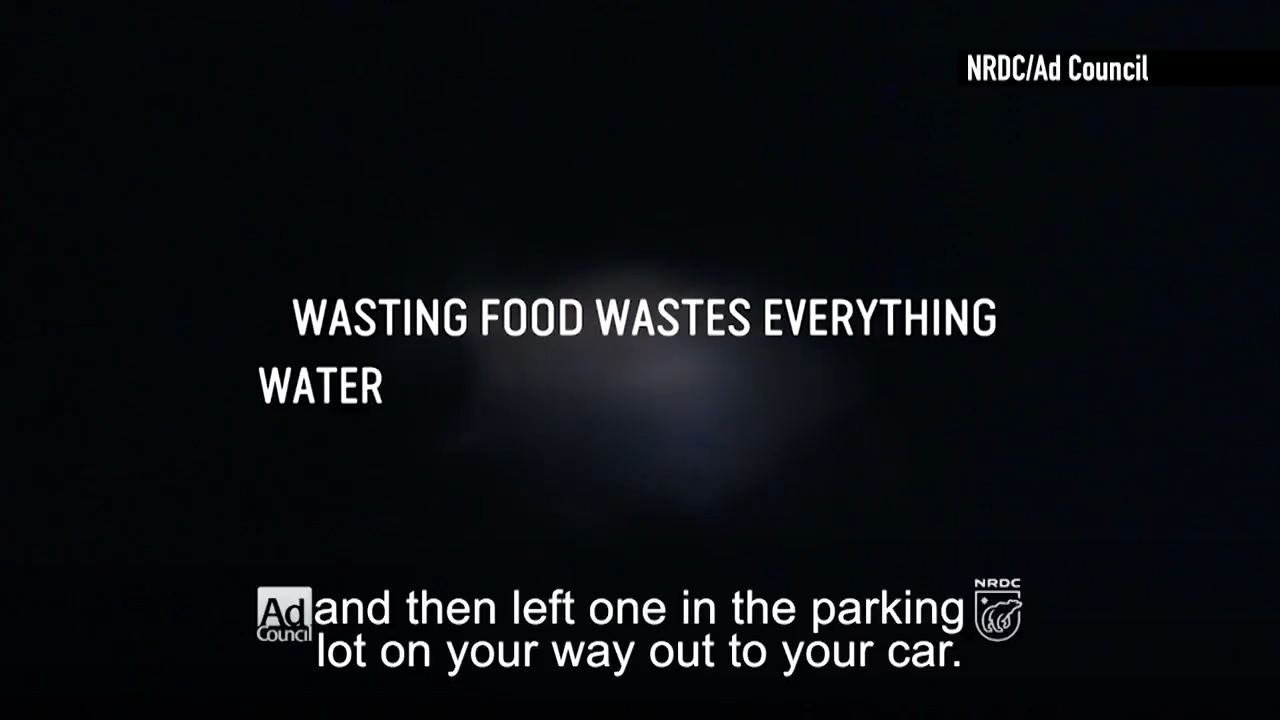 NRDC/Ad Council
WASTING FOOD WASTES EVERYTHING
WATER
Ad
Council
NRDC
and then left one in the parking
lot on your way out to your car.